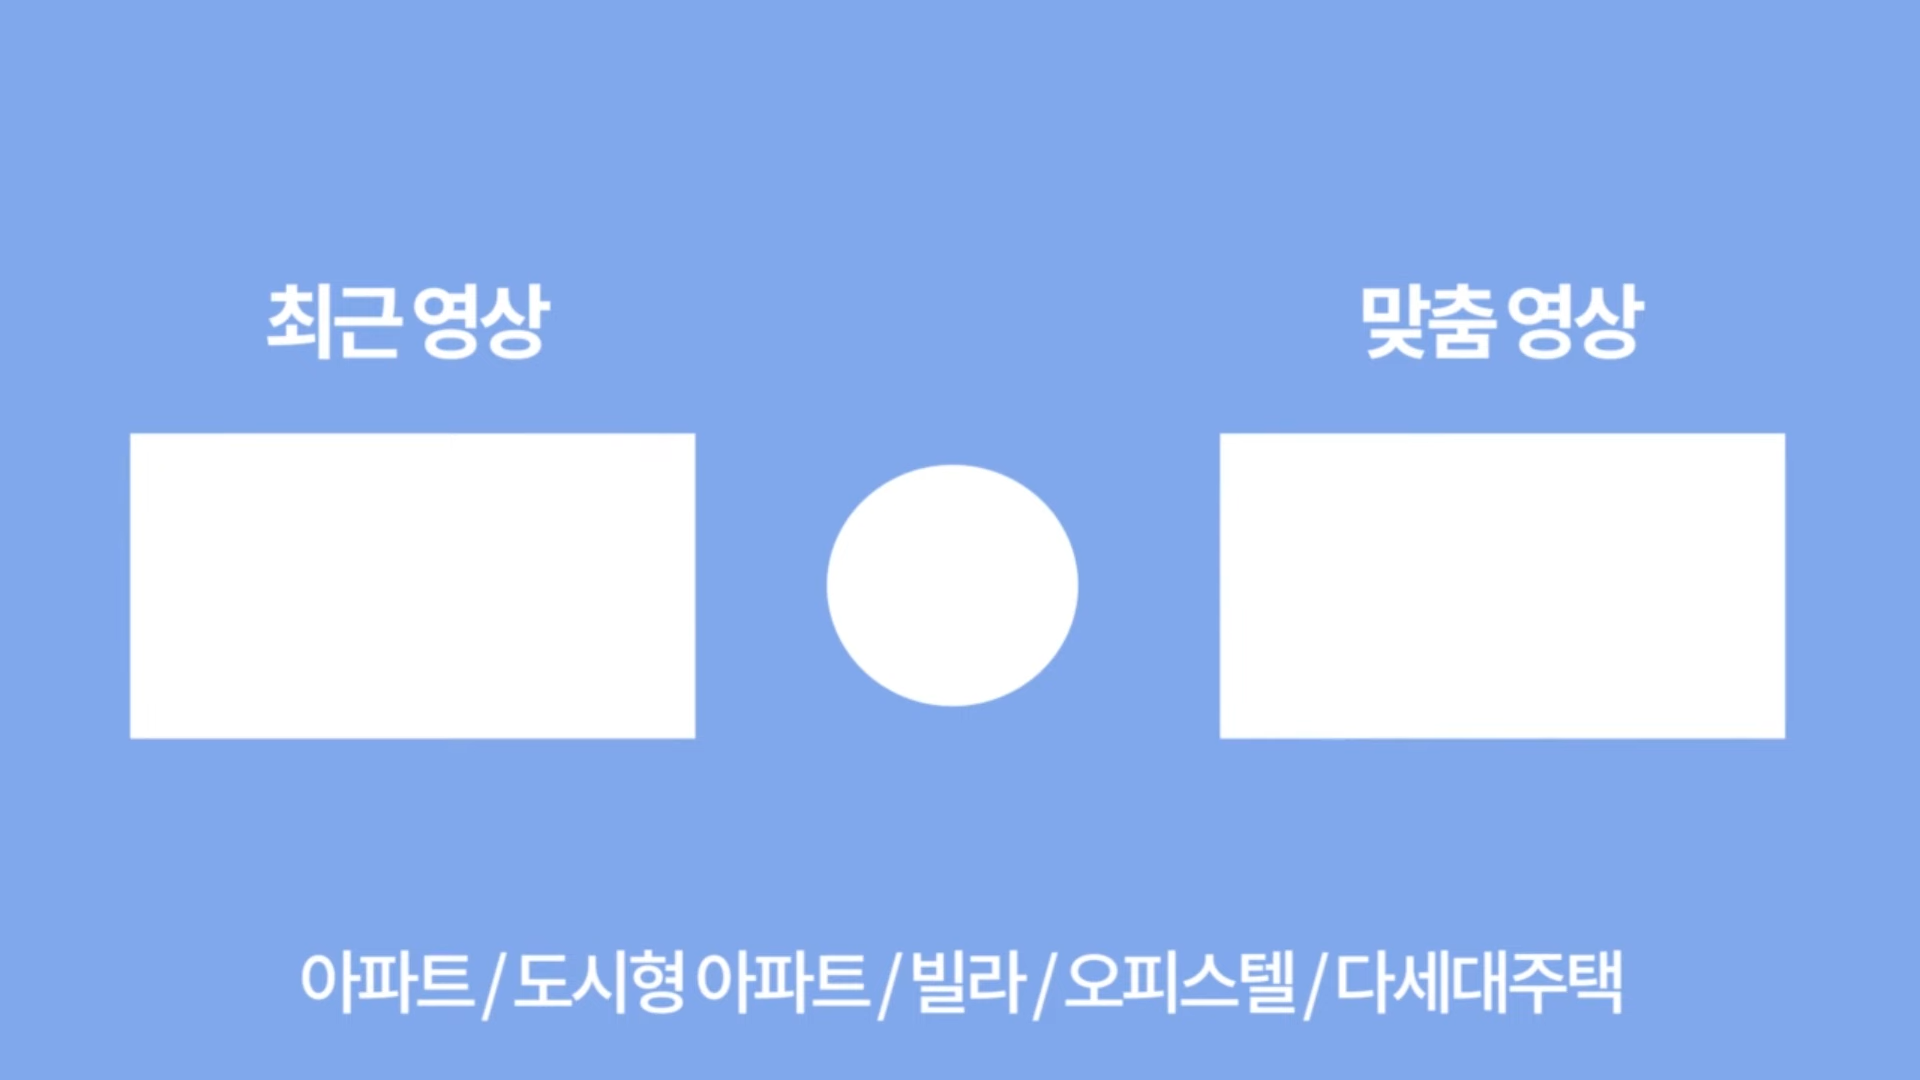 최근 영상
맞춤 영상
아파트 / 도시형 아파트 / 빌라 / 오피스텔 / 다세대주택